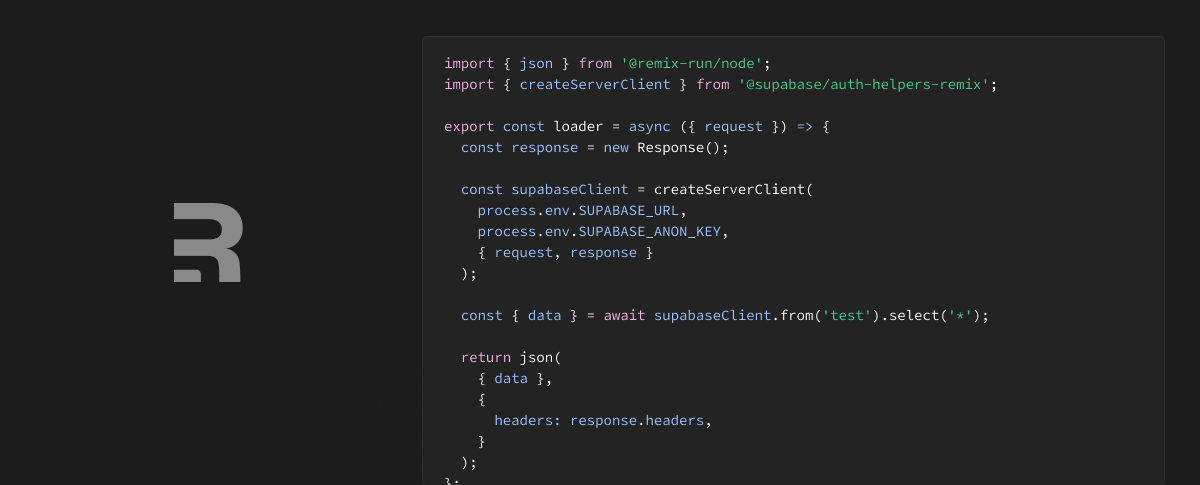 import { json } from '@remix-run/node';
import { createServerClient } from '@supabase/auth-helpers-remix';

export const loader = async ({ request }) => {
  const response = new Response();

  const supabaseClient = createServerClient(
    process.env.SUPABASE_URL,
    process.env.SUPABASE_ANON_KEY,
    { request, response }
  );

  const { data } = await supabaseClient.from('test').select('*');

  return json(
    { data },
    {
      headers: response.headers,
    }
  );
};